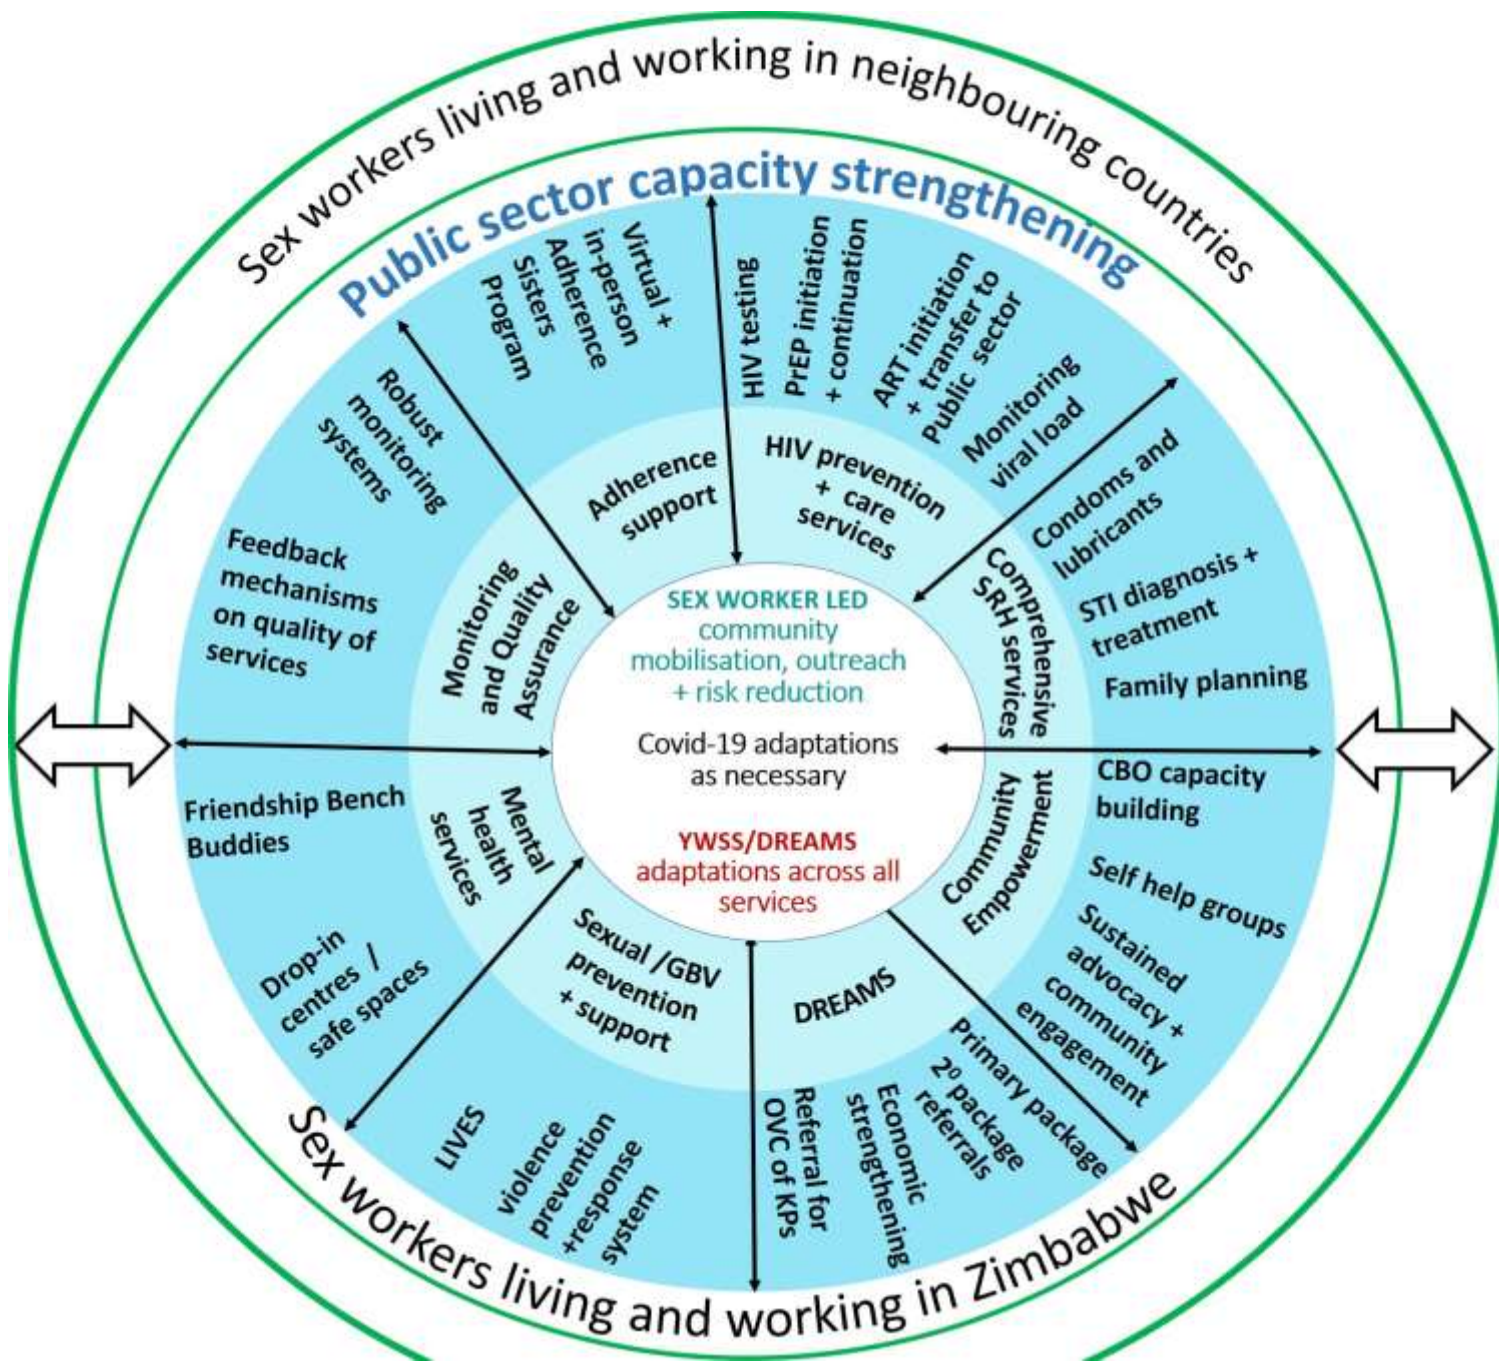 Sex workers living and working in neighbouring countries
Public sector capacity strengthening
Virtual +
in-person
Adherence
Sisters
Program
HIV testing
PrEP initiation
+ continuation
ART initiation
+ transfer to
Public sector
Monitoring
viral load
Condoms and
lubricants
STI diagnosis +
treatment
Family planning
CBO capacity
building
Self help groups
Sustained
advocacy +
community
engagement
Primary package
2⁰ package
referrals
Economic
strengthening
Referral for
OVC of KPs
violence
prevention
+response
system
LIVES
Drop-in
centres /
safe spaces
Friendship Bench
Buddies
Feedback
mechanisms
on quality of
services
Robust
monitoring
systems
Adherence
support
HIV prevention
+ care
services
Comprehensive
SRH services
Community
Empowerment
DREAMS
Sexual /GBV
prevention
+ support
Mental
health
services
Monitoring
and Quality
Assurance
SEX WORKER LED
community
mobilisation, outreach
+ risk reduction
Covid-19 adaptations
as necessary
YWSS/DREAMS
adaptations across all
services
Sex workers living and working in Zimbabwe